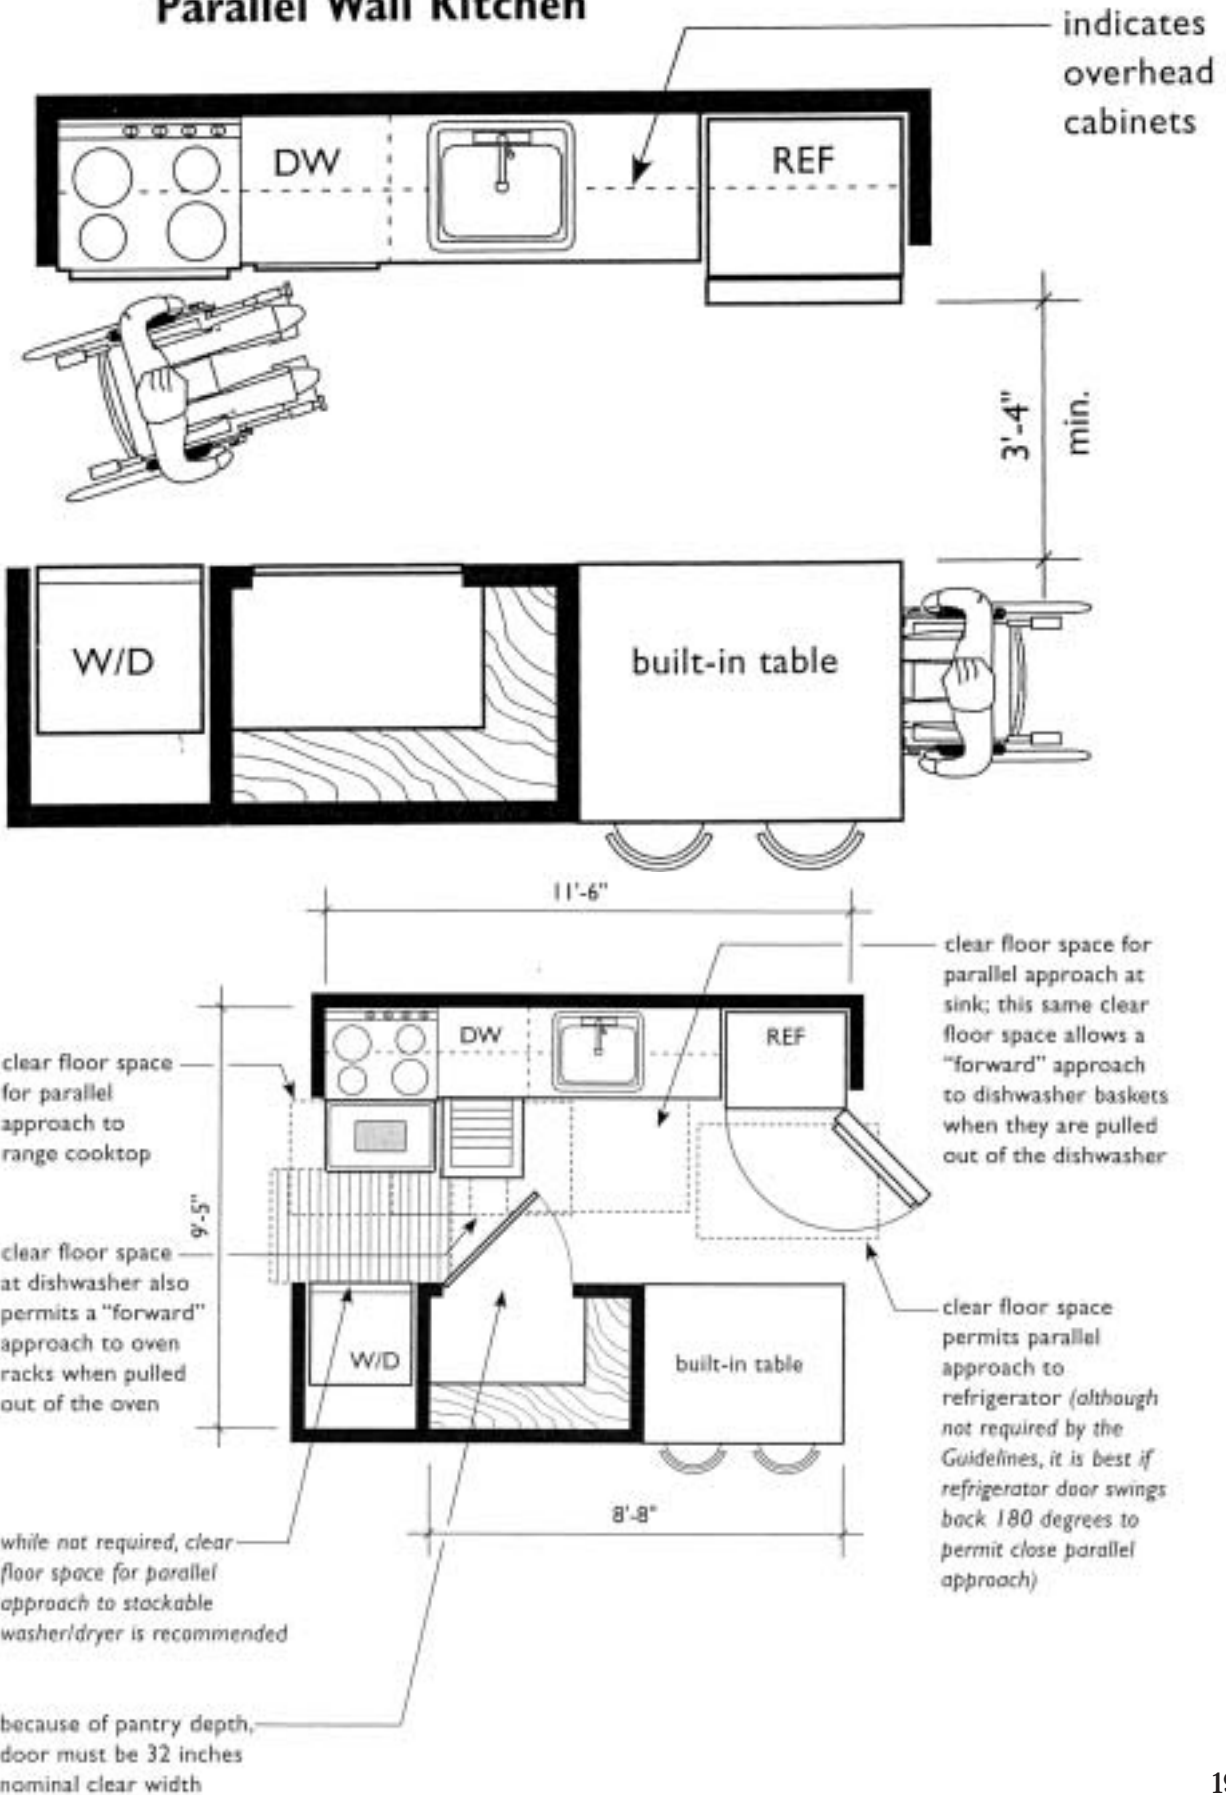 Parallel Wall Kitchen
indicates
overhead
cabinets
DW
REF
3'-4"
min.
W/D
built-in table
11'-6"
clear floor space for
parallel approach at
sink; this same clear
floor space allows a
"forward" approach
to dishwasher baskets
when they are pulled
out of the dishwasher
DW
REF
clear floor space
for parallel
approach to
range cooktop
9'-5"
clear floor space
at dishwasher also
permits a "forward"
approach to oven
racks when pulled
out of the oven
W/D
built-in table
clear floor space
permits parallel
approach to
refrigerator (although
not required by the
Guidelines, it is best if
refrigerator door swings
back 180 degrees to
permit close parallel
approach)
8'-8"
while not required, clear
floor space for parallel
approach to stackable
washer/dryer is recommended
because of pantry depth,
door must be 32 inches
nominal clear width